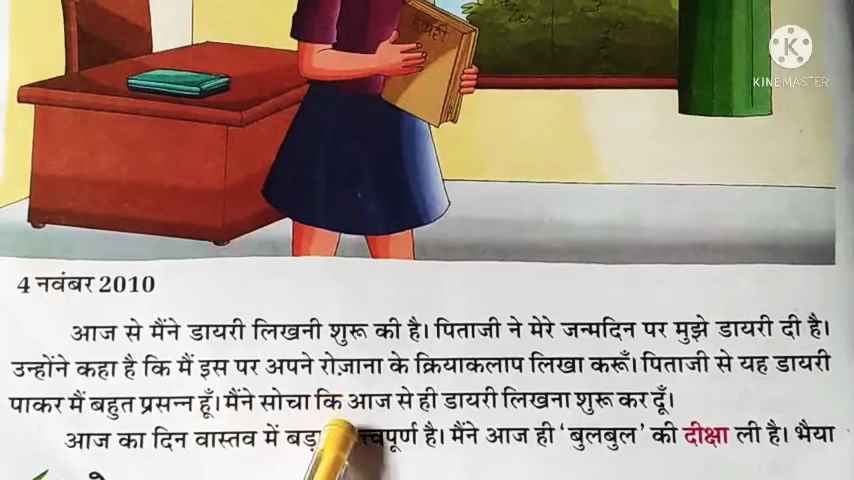 डायरी
KINEMASTER
4 नवंबर 2010
आज से मैंने डायरी लिखनी शुरू की है। पिताजी ने मेरे जन्मदिन पर मुझे डायरी दी है।
उन्होंने कहा है कि मैं इस पर अपने रोज़ाना के क्रियाकलाप लिखा करूँ। पिताजी से यह डायरी
पाकर मैं बहुत प्रसन्न हूँ। मैंने सोचा कि आज से ही डायरी लिखना शुरू कर दूँ।
आज का दिन वास्तव में है। मैंने आज ही ‘बुलबुल’ की दीक्षा ली है। भैया